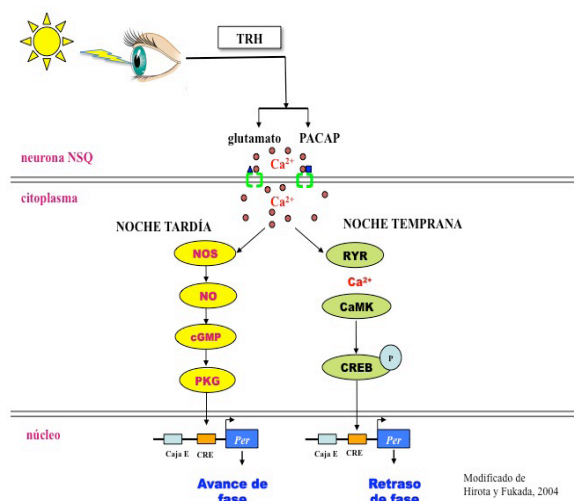 TRH
glutamato PACAP
neurona NSQ
Ca²⁺
citoplasma
Ca²⁺
NOCHE TARDÍA
NOCHE TEMPRANA
NOS
RYR
Ca²⁺
NO
CaMK
cGMP
P
CREB
PKG
núcleo
Caja E CRE Per
Caja E CRE Per
Avance de
fase
Retraso
de fase
Modificado de
Hirota y Fukada, 2004